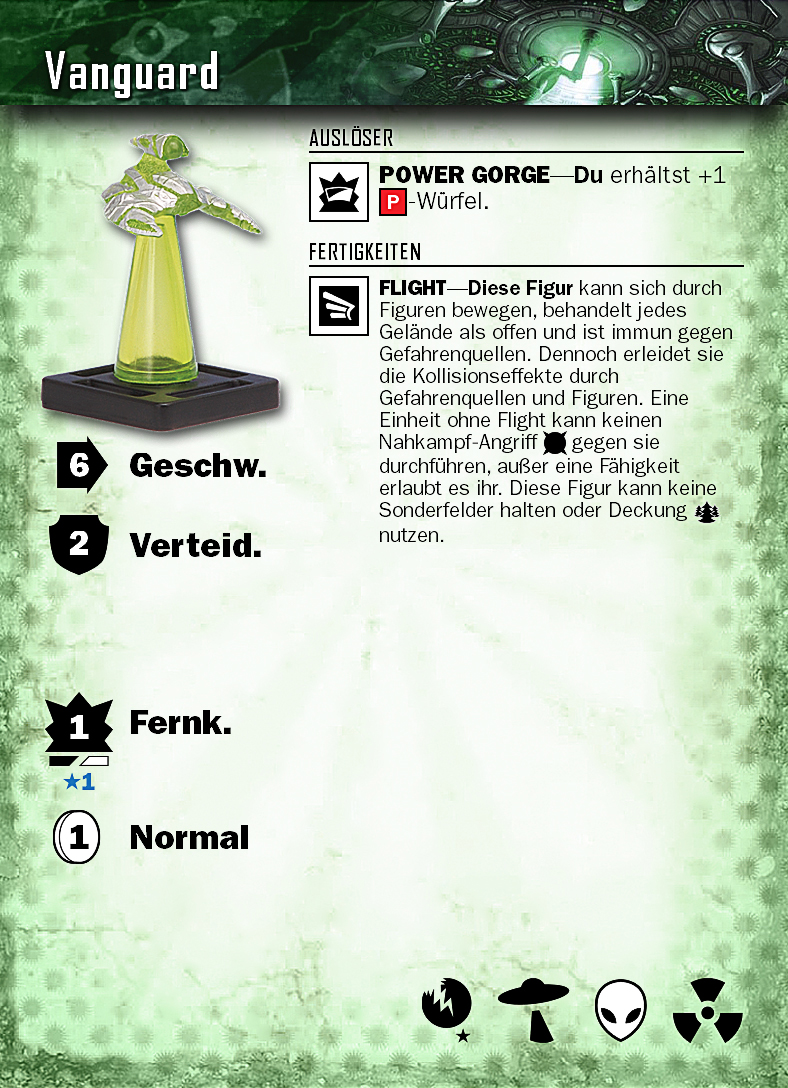 Vanguard
AUSLÖSER
POWER GORGE—Du erhältst +1
P-Würfel.
FERTIGKEITEN
FLIGHT—Diese Figur kann sich durch
Figuren bewegen, behandelt jedes
Gelände als offen und ist immun gegen
Gefahrenquellen. Dennoch erleidet sie
die Kollisionseffekte durch
Gefahrenquellen und Figuren. Eine
Einheit ohne Flight kann keinen
Nahkampf-Angriff gegen sie
durchführen, außer eine Fähigkeit
erlaubt es ihr. Diese Figur kann keine
Sonderfelder halten oder Deckung
nutzen.
6 Geschw.
2 Verteid.
1 Fernk.
★1
1 Normal